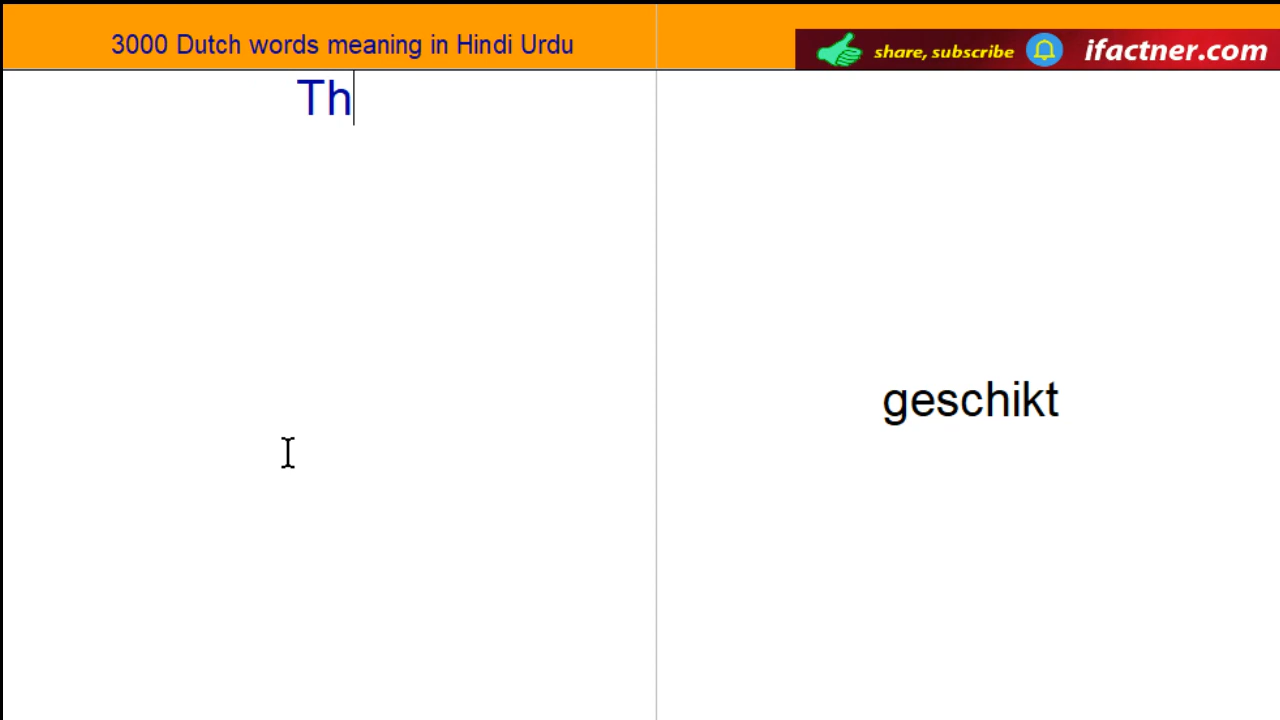 3000 Dutch words meaning in Hindi Urdu
share, subscribe
ifactner.com
Th
geschikt